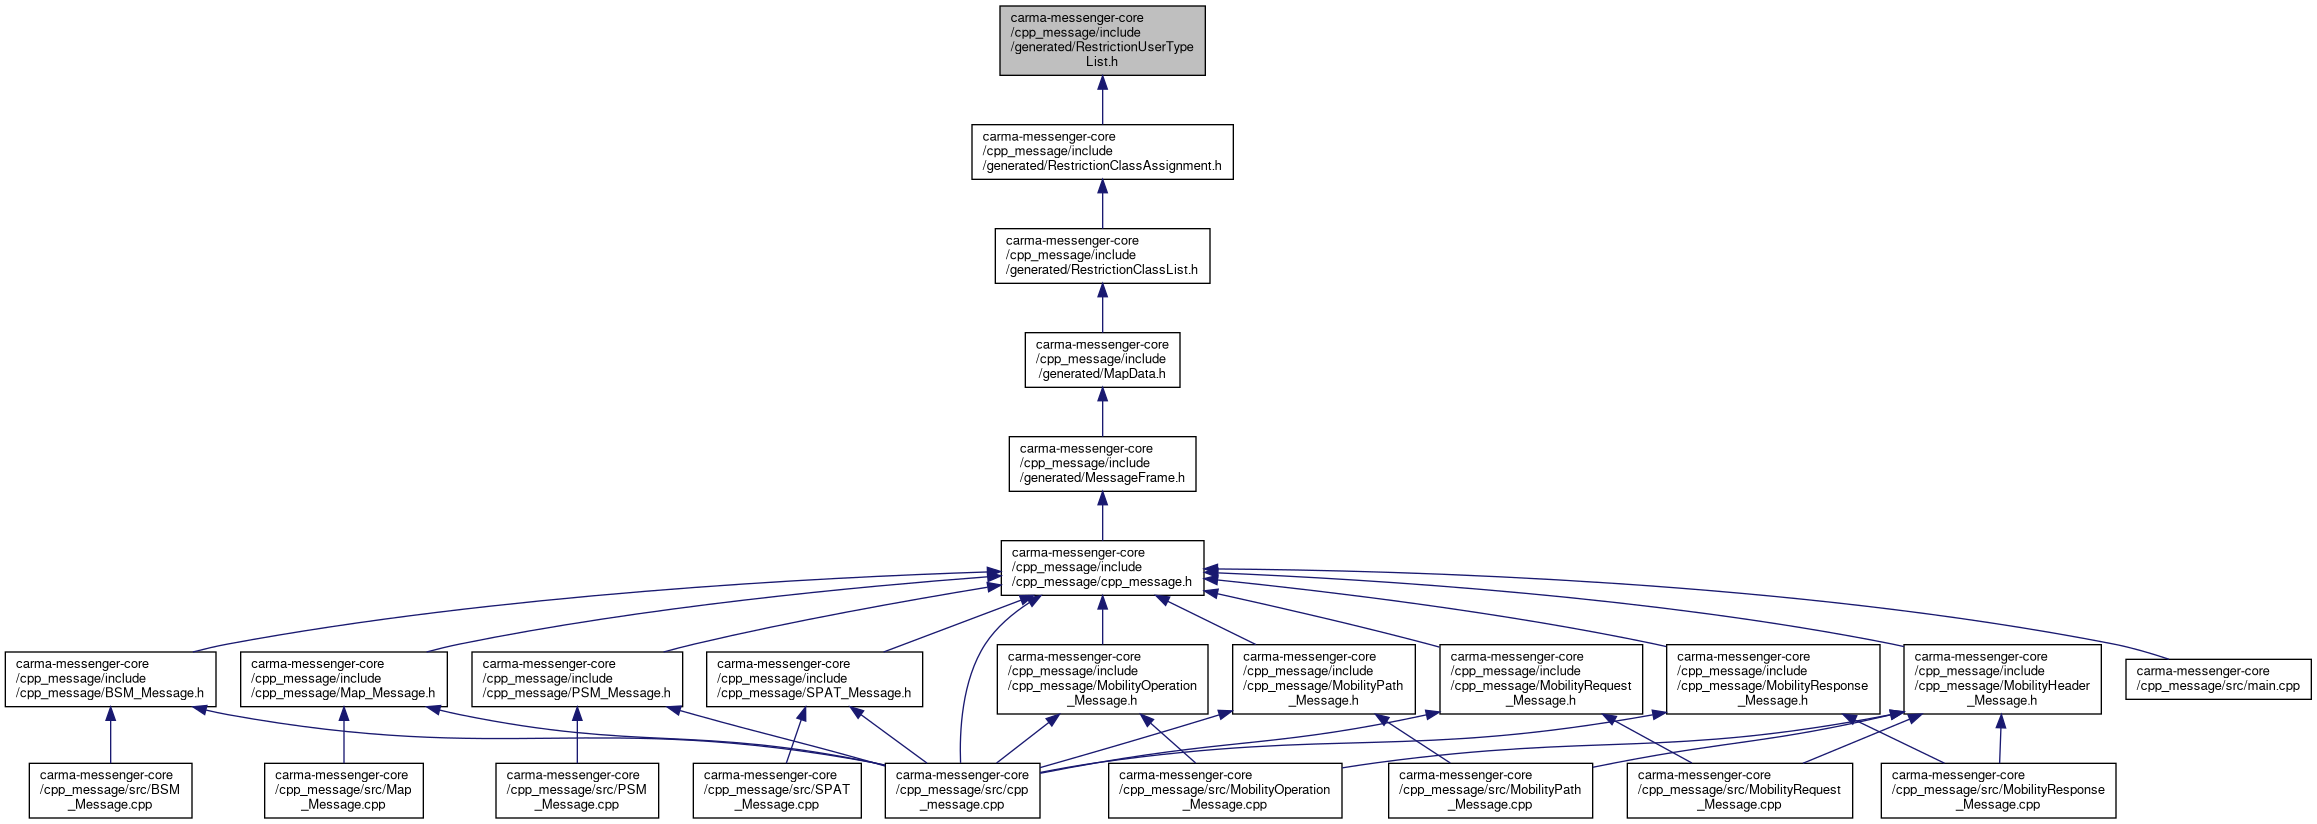 carma-messenger-core
/cpp_message/include
/generated/RestrictionUserType
List.h
carma-messenger-core
/cpp_message/include
/generated/RestrictionClassAssignment.h
carma-messenger-core
/cpp_message/include
/generated/RestrictionClassList.h
carma-messenger-core
/cpp_message/include
/generated/MapData.h
carma-messenger-core
/cpp_message/include
/generated/MessageFrame.h
carma-messenger-core
/cpp_message/include
/cpp_message/cpp_message.h
carma-messenger-core
/cpp_message/include
/cpp_message/BSM_Message.h
carma-messenger-core
/cpp_message/include
/cpp_message/Map_Message.h
carma-messenger-core
/cpp_message/include
/cpp_message/PSM_Message.h
carma-messenger-core
/cpp_message/include
/cpp_message/SPAT_Message.h
carma-messenger-core
/cpp_message/include
/cpp_message/MobilityOperation
_Message.h
carma-messenger-core
/cpp_message/include
/cpp_message/MobilityPath
_Message.h
carma-messenger-core
/cpp_message/include
/cpp_message/MobilityRequest
_Message.h
carma-messenger-core
/cpp_message/include
/cpp_message/MobilityResponse
_Message.h
carma-messenger-core
/cpp_message/include
/cpp_message/MobilityHeader
_Message.h
carma-messenger-core
/cpp_message/src/main.cpp
carma-messenger-core
/cpp_message/src/BSM
_Message.cpp
carma-messenger-core
/cpp_message/src/Map
_Message.cpp
carma-messenger-core
/cpp_message/src/PSM
_Message.cpp
carma-messenger-core
/cpp_message/src/SPAT
_Message.cpp
carma-messenger-core
/cpp_message/src/cpp
_message.cpp
carma-messenger-core
/cpp_message/src/MobilityOperation
_Message.cpp
carma-messenger-core
/cpp_message/src/MobilityPath
_Message.cpp
carma-messenger-core
/cpp_message/src/MobilityRequest
_Message.cpp
carma-messenger-core
/cpp_message/src/MobilityResponse
_Message.cpp